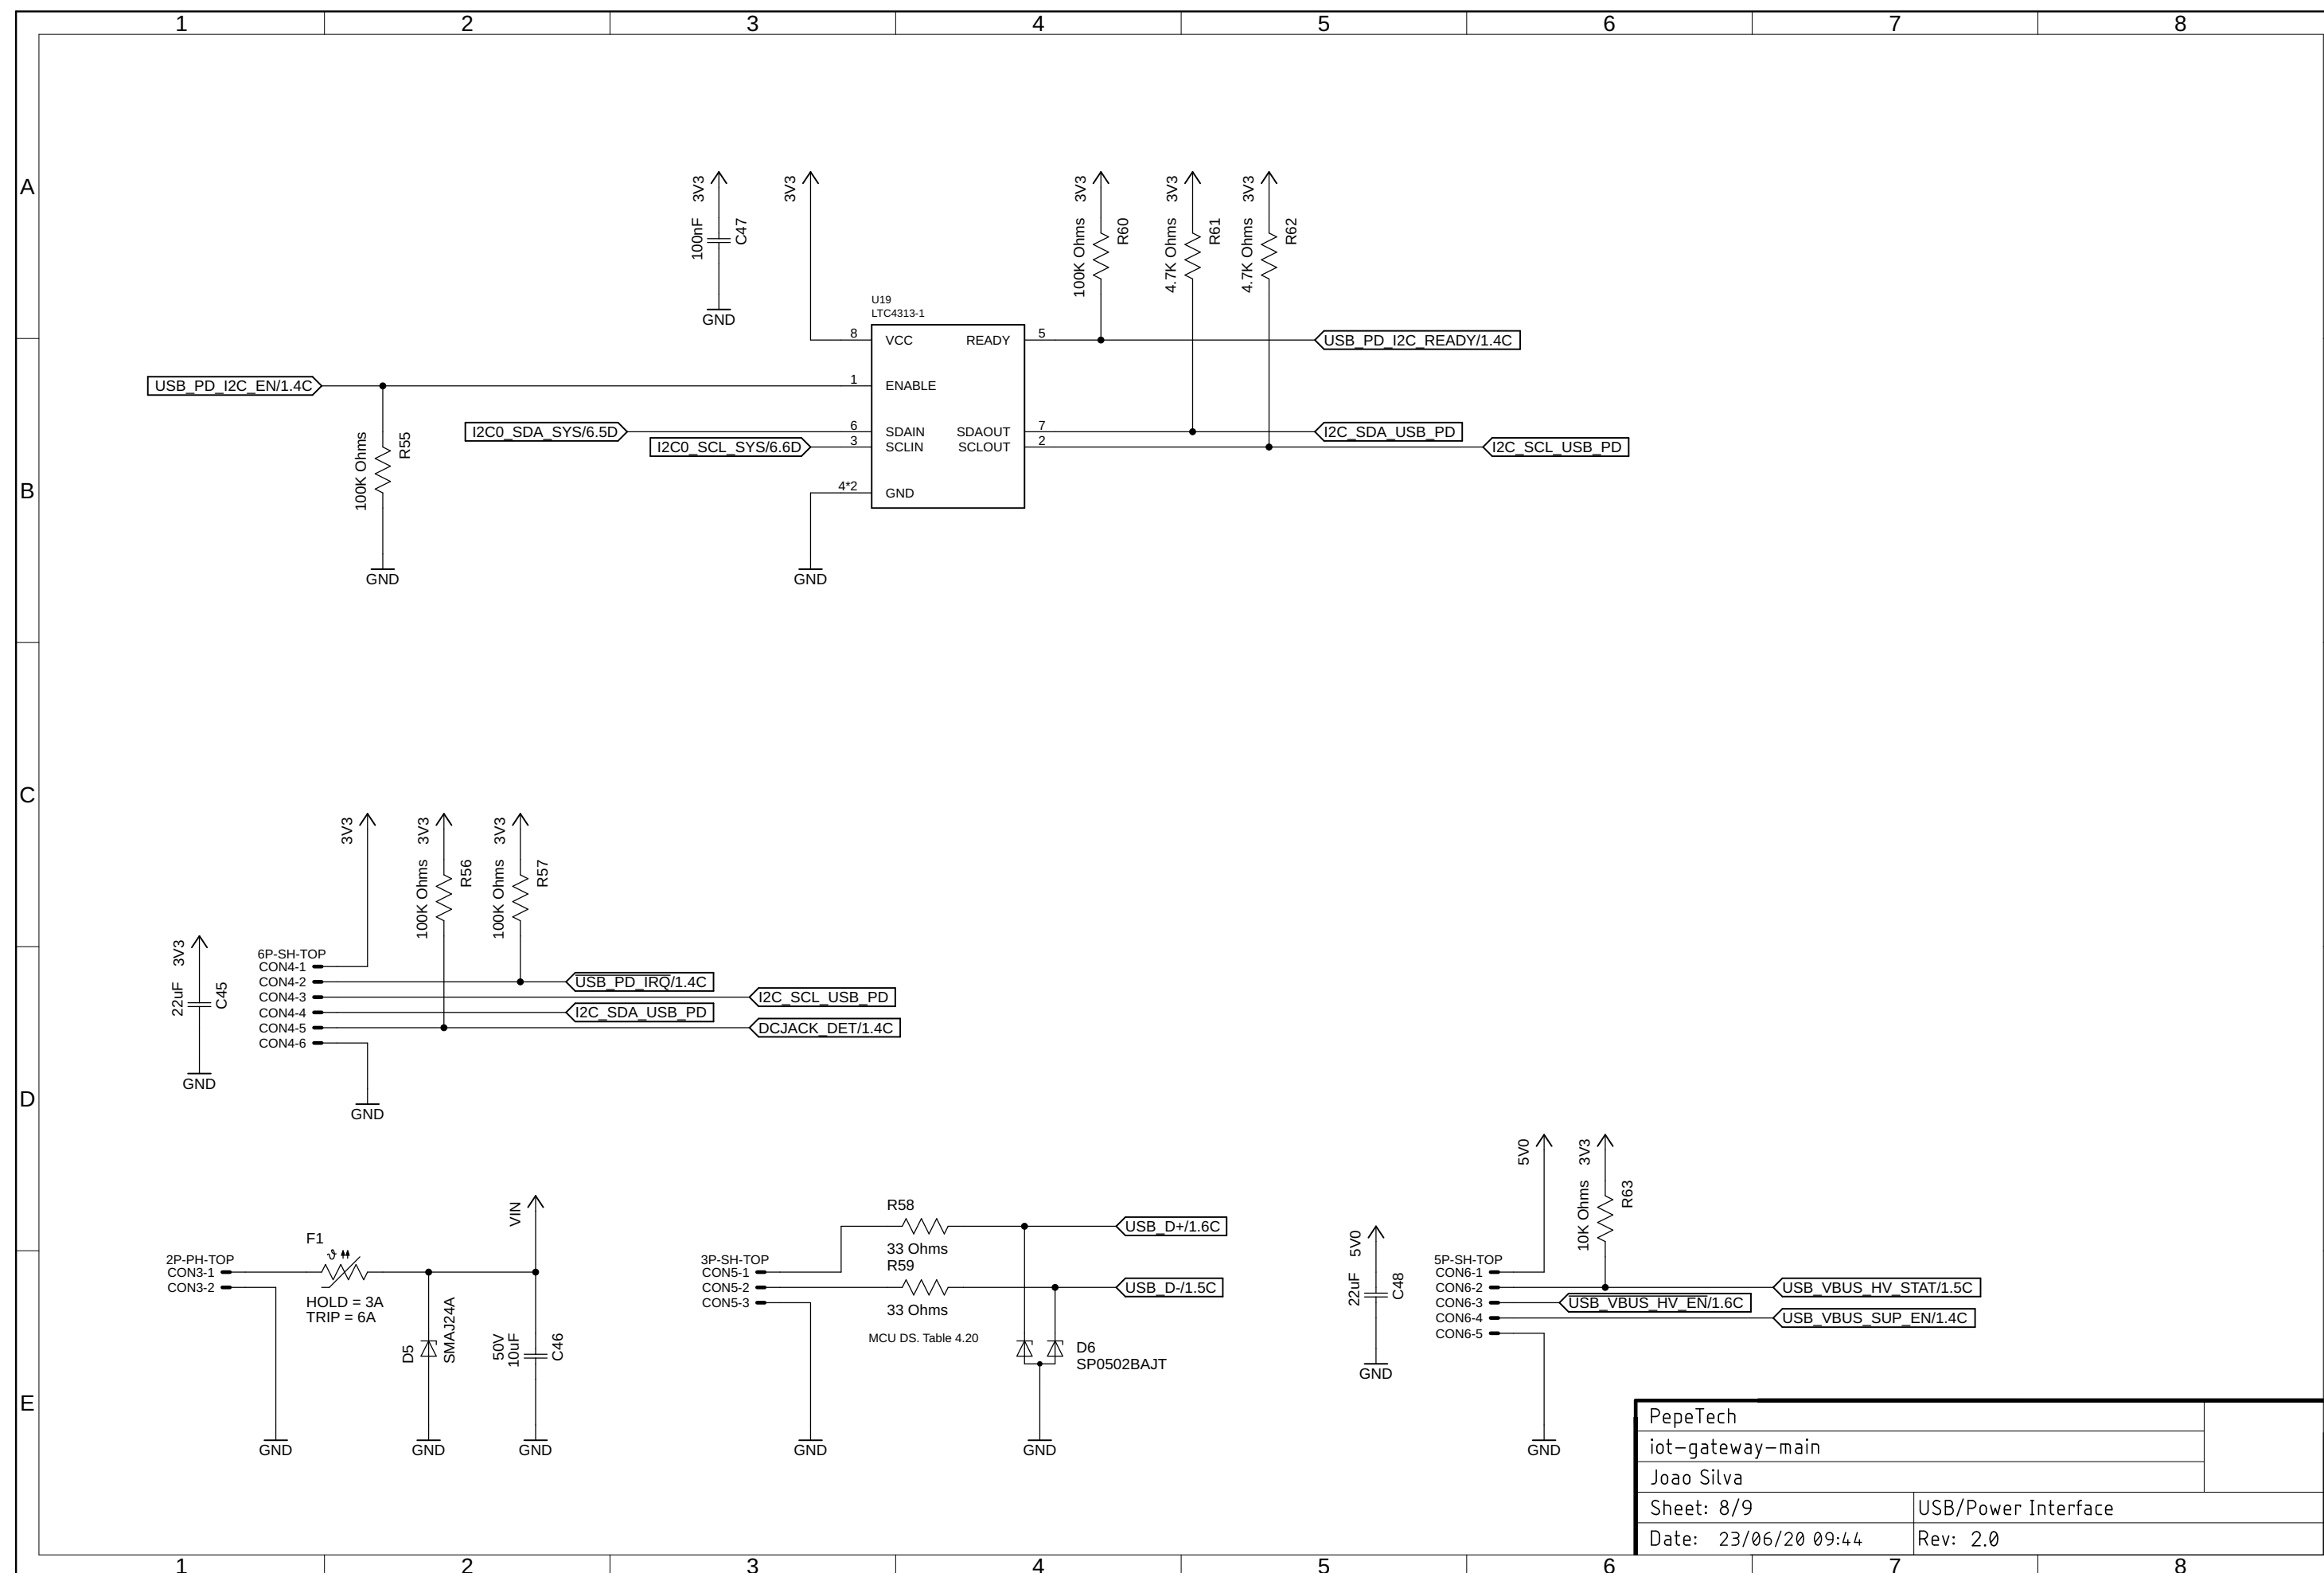 1 2 3 4 5 6 7 8
A
3V3
100nF
C47
GND
3V3
3V3
100K Ohms
R60
3V3
4.7K Ohms
R61
3V3
4.7K Ohms
R62
U19
LTC4313-1
8 VCC READY 5
USB_PD_I2C_READY/1.4C
USB_PD_I2C_EN/1.4C
1 ENABLE
I2C0_SDA_SYS/6.5D
6 SDAIN SDAOUT 7
I2C_SDA_USB_PD
I2C0_SCL_SYS/6.6D
3 SCLIN SCLOUT 2
I2C_SCL_USB_PD
100K Ohms
R55
B
4*2 GND
GND
GND
C
3V3
3V3
100K Ohms
R56
3V3
100K Ohms
R57
3V3
22uF
C45
GND
6P-SH-TOP
CON4-1
CON4-2
USB_PD_IRQ/1.4C
CON4-3
I2C_SCL_USB_PD
CON4-4
I2C_SDA_USB_PD
CON4-5
DCJACK_DET/1.4C
CON4-6
GND
D
VIN
F1
2P-PH-TOP
CON3-1
CON3-2
HOLD = 3A
TRIP = 6A
D5
SMAJ24A
50V
10uF
C46
GND
GND
GND
R58
USB_D+/1.6C
33 Ohms
3P-SH-TOP
R59
CON5-1
CON5-2
USB_D-/1.5C
CON5-3
33 Ohms
MCU DS. Table 4.20
D6
SP0502BAJT
GND
GND
5V0
3V3
10K Ohms
R63
5V0
22uF
C48
GND
5P-SH-TOP
CON6-1
CON6-2
USB_VBUS_HV_STAT/1.5C
CON6-3
USB_VBUS_HV_EN/1.6C
CON6-4
USB_VBUS_SUP_EN/1.4C
CON6-5
GND
E
PepeTech
iot-gateway-main
Joao Silva
Sheet: 8/9 USB/Power Interface
Date: 23/06/20 09:44 Rev: 2.0
1 2 3 4 5 6 7 8